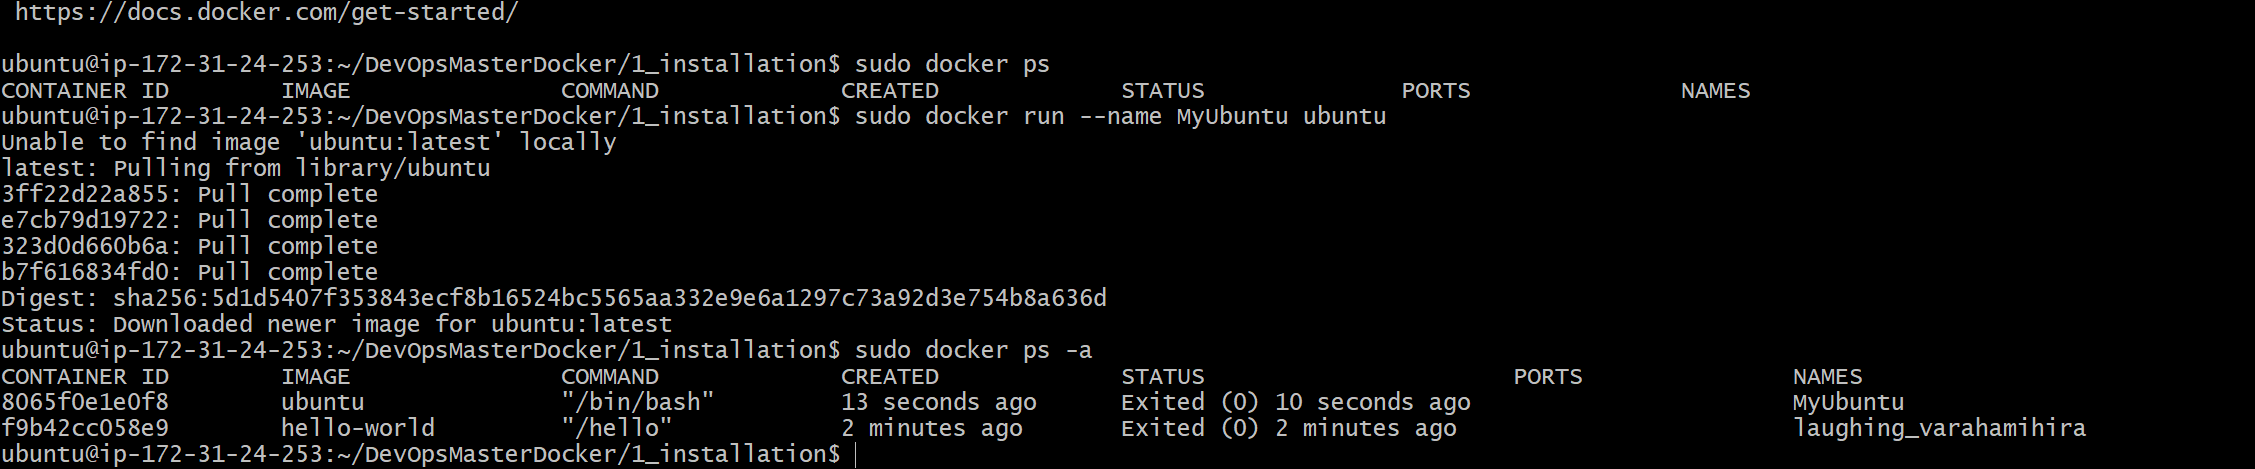 https://docs.docker.com/get-started/
ubuntu@ip-172-31-24-253:~/DevOpsMasterDocker/1_installation$ sudo docker ps
CONTAINER ID        IMAGE               COMMAND             CREATED             STATUS              PORTS               NAMES
ubuntu@ip-172-31-24-253:~/DevOpsMasterDocker/1_installation$ sudo docker run --name MyUbuntu ubuntu
Unable to find image 'ubuntu:latest' locally
latest: Pulling from library/ubuntu
3ff22d22a855: Pull complete
e7cb79d19722: Pull complete
323d0d660b6a: Pull complete
b7f616834fd0: Pull complete
Digest: sha256:5d1d5407f353843ecf8b16524bc5565aa332e9e6a1297c73a92d3e754b8a636d
Status: Downloaded newer image for ubuntu:latest
ubuntu@ip-172-31-24-253:~/DevOpsMasterDocker/1_installation$ sudo docker ps -a
CONTAINER ID        IMAGE               COMMAND             CREATED             STATUS                      PORTS               NAMES
8065f0e1e0f8        ubuntu              "/bin/bash"         13 seconds ago      Exited (0) 10 seconds ago                       MyUbuntu
f9b42cc058e9        hello-world         "/hello"            2 minutes ago       Exited (0) 2 minutes ago                        laughing_varahamihira
ubuntu@ip-172-31-24-253:~/DevOpsMasterDocker/1_installation$